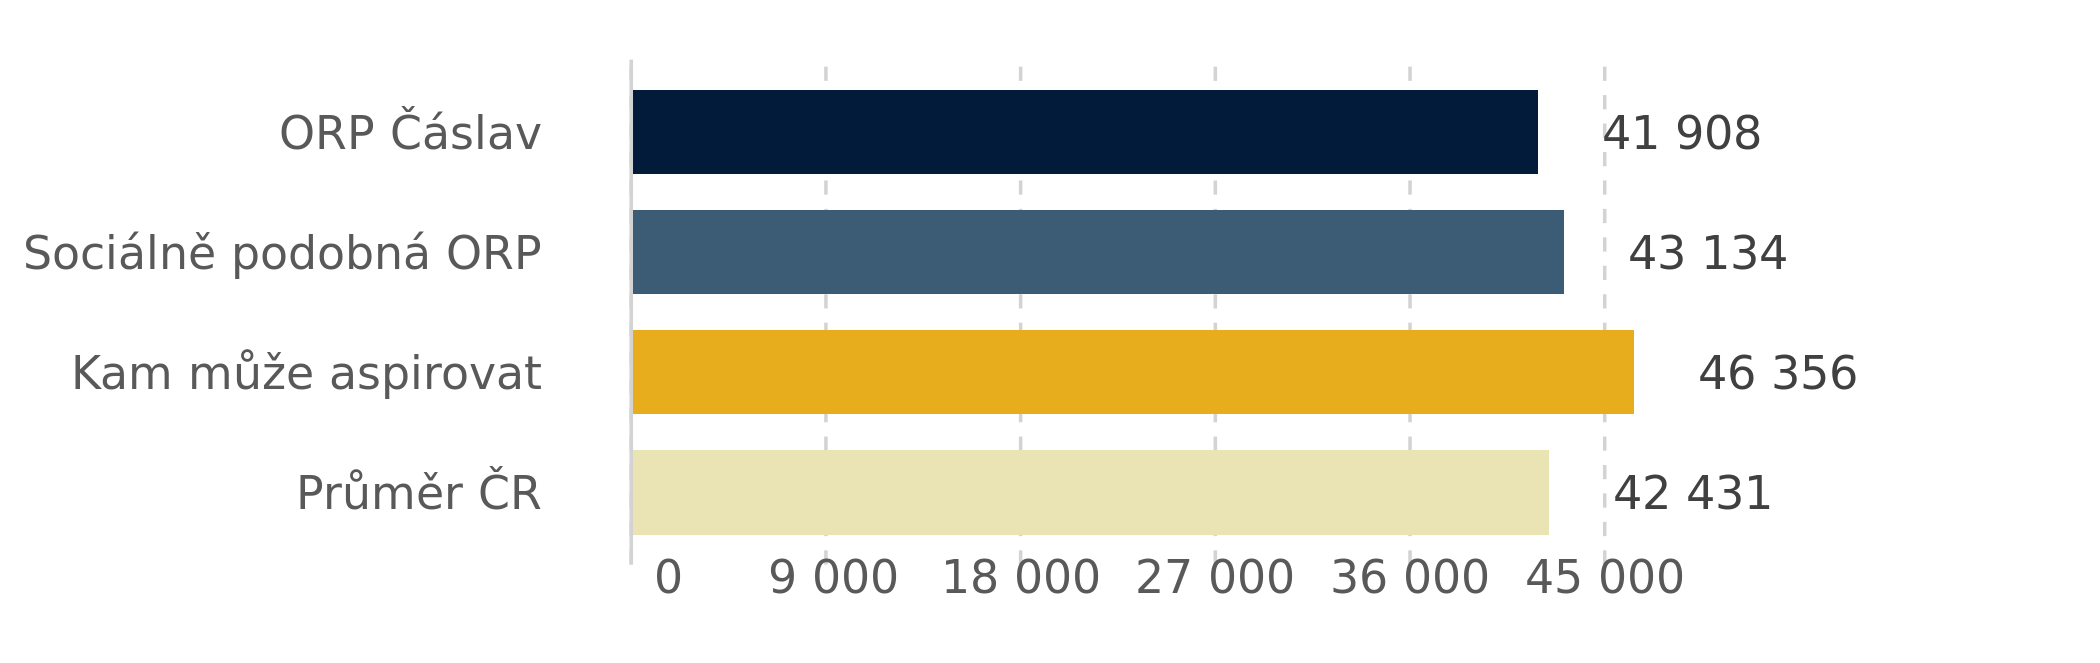 ORP Čáslav 41 908
Sociálně podobná ORP 43 134
Kam může aspirovat 46 356
Průměr ČR 42 431
0 9 000 18 000 27 000 36 000 45 000